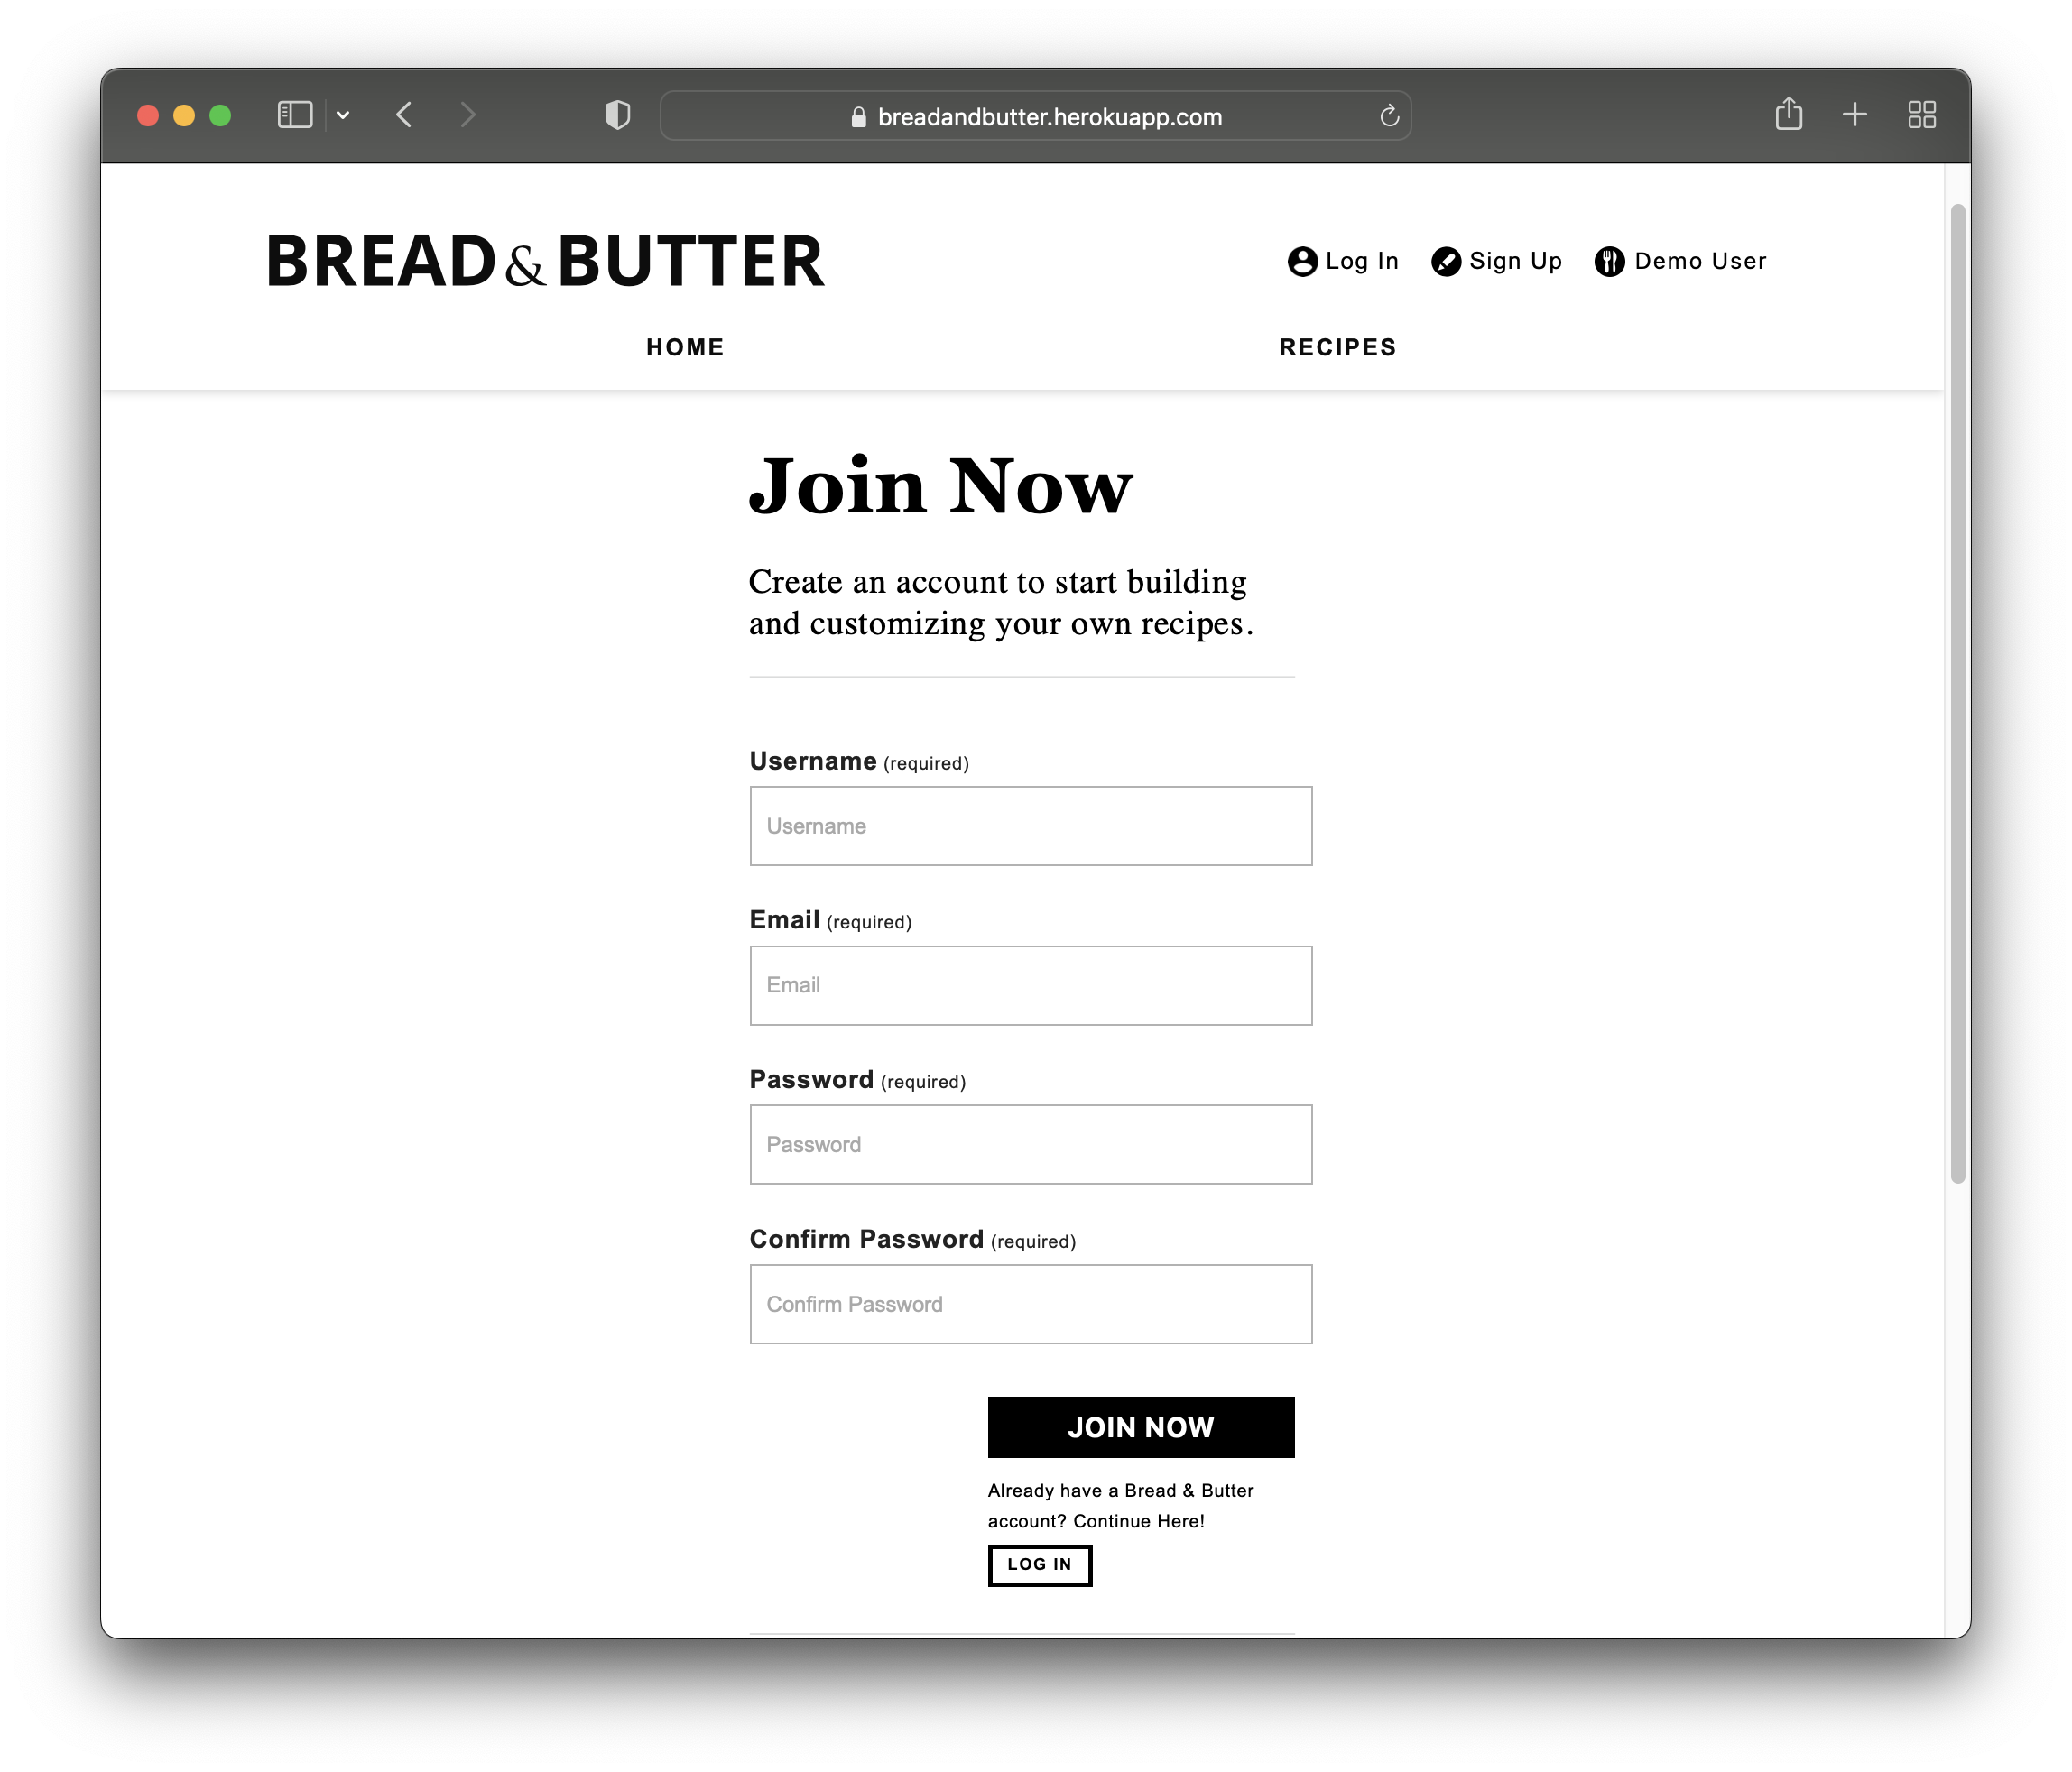 breadandbutter.herokuapp.com
BREAD & BUTTER
Log In Sign Up Demo User
HOME RECIPES
Join Now
Create an account to start building
and customizing your own recipes.
Username (required)
Username
Email (required)
Email
Password (required)
Password
Confirm Password (required)
Confirm Password
JOIN NOW
Already have a Bread & Butter
account? Continue Here!
LOG IN